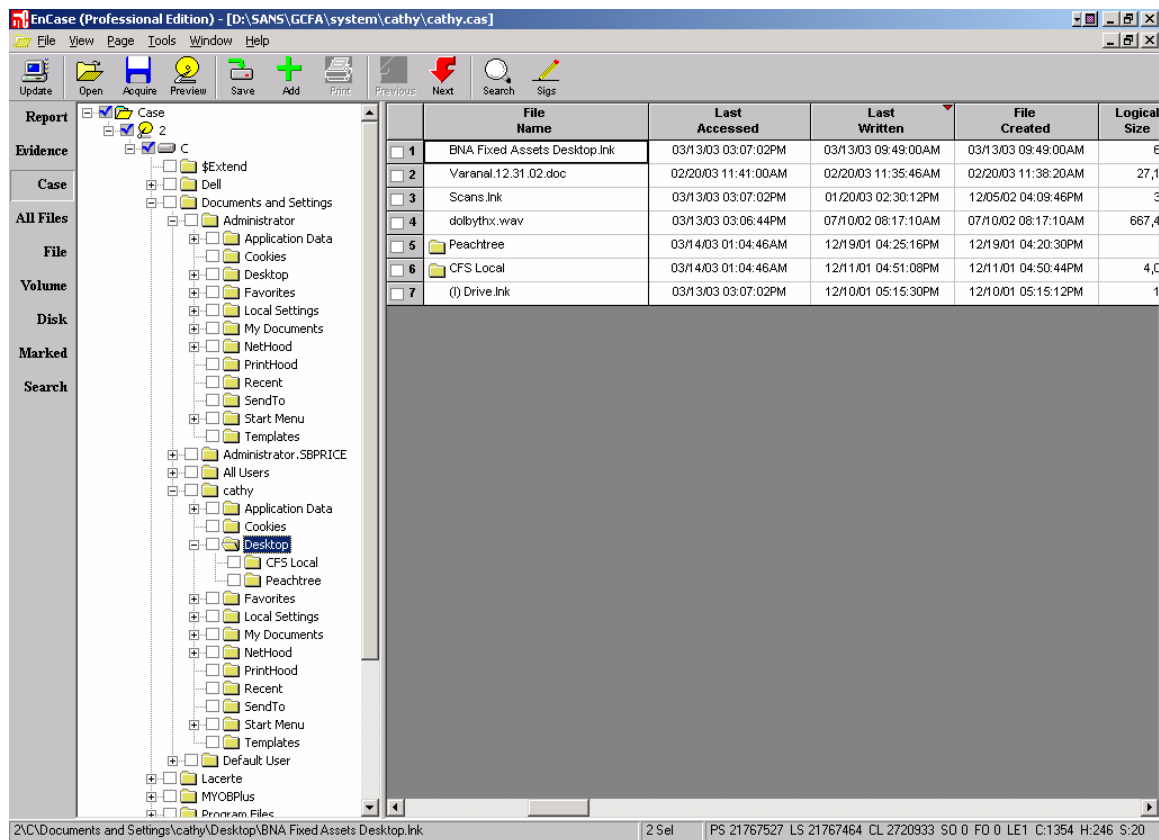 EnCase (Professional Edition) - [D:\SANS\GCFA\system\cathy\cathy.cas]
File View Page Tools Window Help
Update Open Acquire Preview Save Add Print Previous Next Search Sigs
Report
Evidence
Case
All Files
File
Volume
Disk
Marked
Search
Case
2
C
$Extend
Dell
Documents and Settings
Administrator
Application Data
Cookies
Desktop
Favorites
Local Settings
My Documents
NetHood
PrintHood
Recent
SendTo
Start Menu
Templates
Administrator.SBPRICE
All Users
cathy
Application Data
Cookies
Desktop
CFS Local
Peachtree
Favorites
Local Settings
My Documents
NetHood
PrintHood
Recent
SendTo
Start Menu
Templates
Default User
Lacerte
MYOBPlus
Program Files
File Name Last Accessed Last Written File Created Logical Size
1 BNA Fixed Assets Desktop.lnk 03/13/03 03:07:02PM 03/13/03 09:49:00AM 03/13/03 09:49:00AM 6
2 Varanal.12.31.02.doc 02/20/03 11:41:00AM 02/20/03 11:35:46AM 02/20/03 11:38:20AM 27,1
3 Scans.lnk 03/13/03 03:07:02PM 01/20/03 02:30:12PM 12/05/02 04:09:46PM 3
4 dolbythx.wav 03/13/03 03:06:44PM 07/10/02 08:17:10AM 07/10/02 08:17:10AM 667,4
5 Peachtree 03/14/03 01:04:46AM 12/19/01 04:25:16PM 12/19/01 04:20:30PM
6 CFS Local 03/14/03 01:04:46AM 12/11/01 04:51:08PM 12/11/01 04:50:44PM 4,0
7 (I) Drive.lnk 03/13/03 03:07:02PM 12/10/01 05:15:30PM 12/10/01 05:15:12PM 1
2\C\Documents and Settings\cathy\Desktop\BNA Fixed Assets Desktop.lnk 2 Sel PS 21767527 LS 21767464 CL 2720933 SO 0 FO 0 LE1 C:1354 H:246 S:20